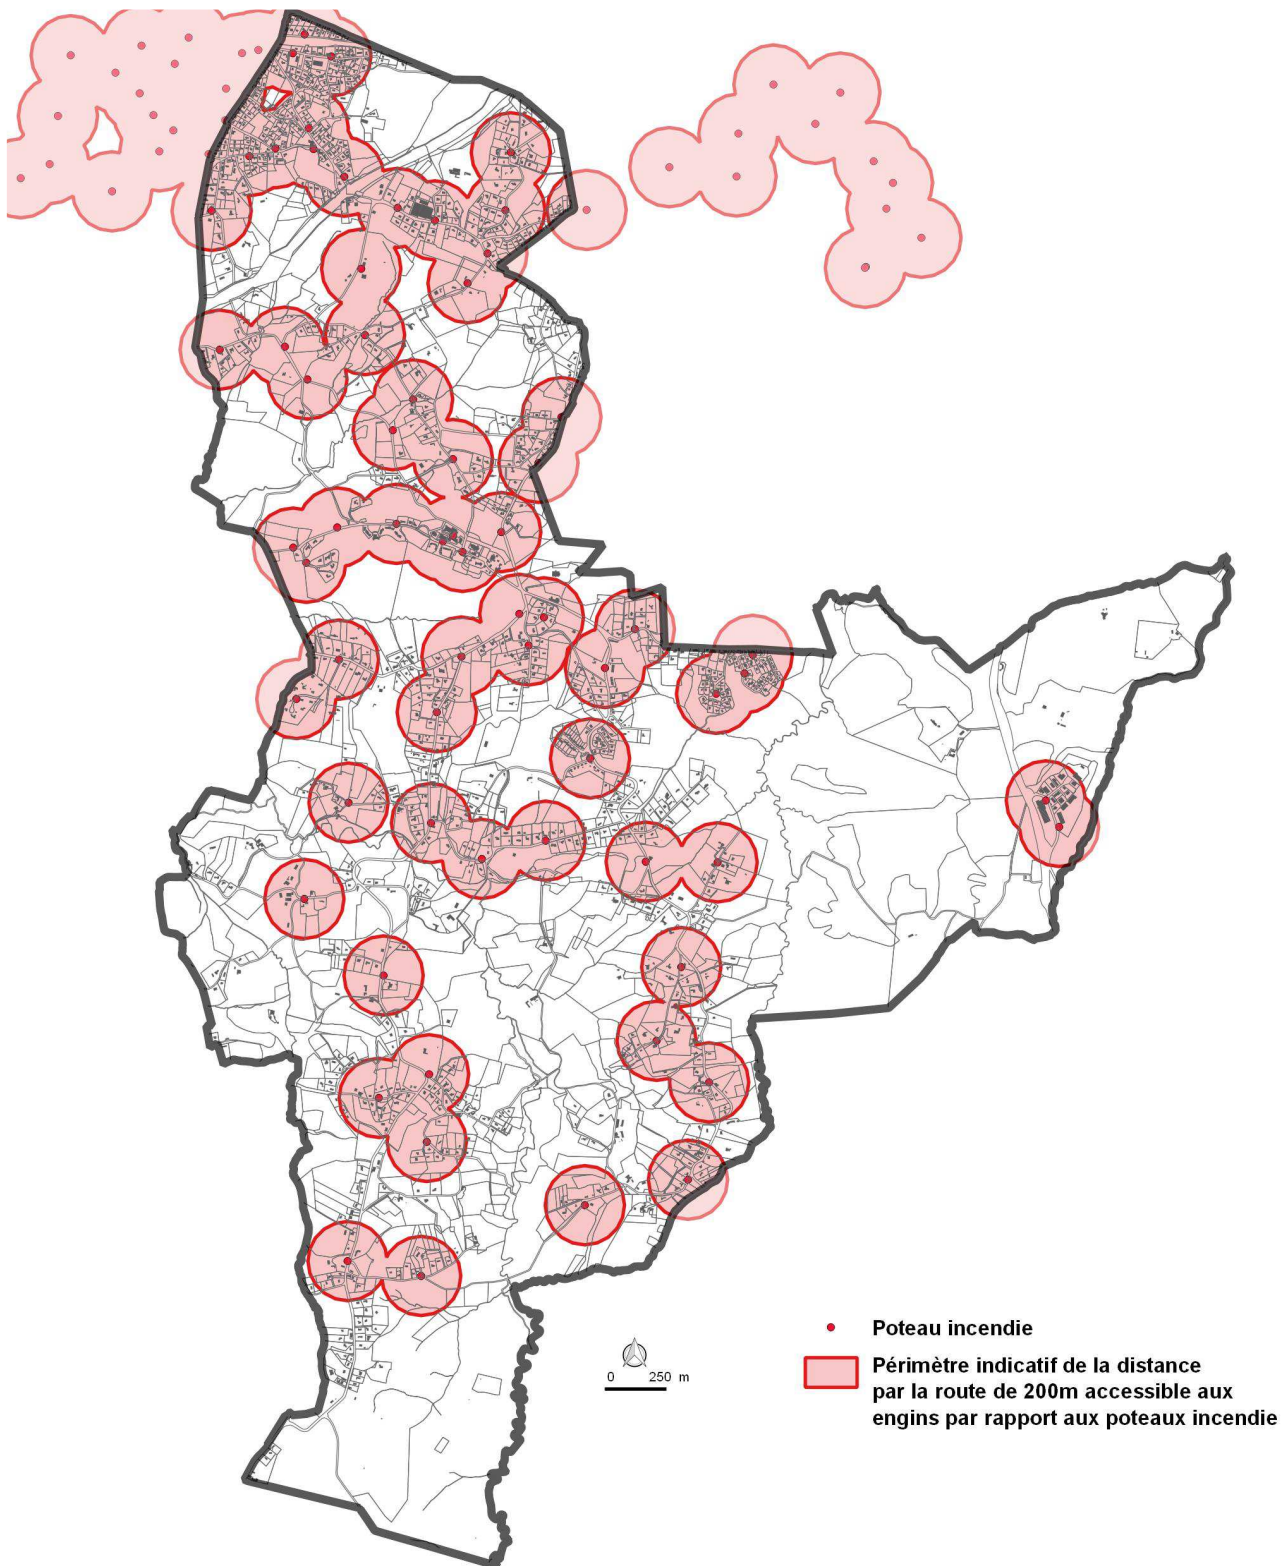 Poteau incendie
Périmètre indicatif de la distance
par la route de 200m accessible aux
engins par rapport aux poteaux incendie
0 250 m